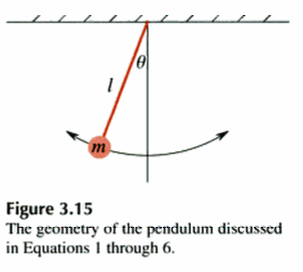 θ
l
m
Figure 3.15
The geometry of the pendulum discussed
in Equations 1 through 6.